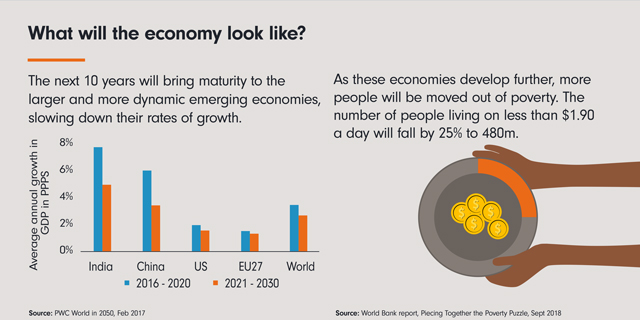 What will the economy look like?
The next 10 years will bring maturity to the
larger and more dynamic emerging economies,
slowing down their rates of growth.
Average annual growth in
GDP in PPPS
8%
6%
4%
2%
0%
India
China
US
EU27
World
2016 - 2020
2021 - 2030
Source: PWC World in 2050, Feb 2017
As these economies develop further, more
people will be moved out of poverty. The
number of people living on less than $1.90
a day will fall by 25% to 480m.
$
$
$
$
$
Source: World Bank report, Piecing Together the Poverty Puzzle, Sept 2018